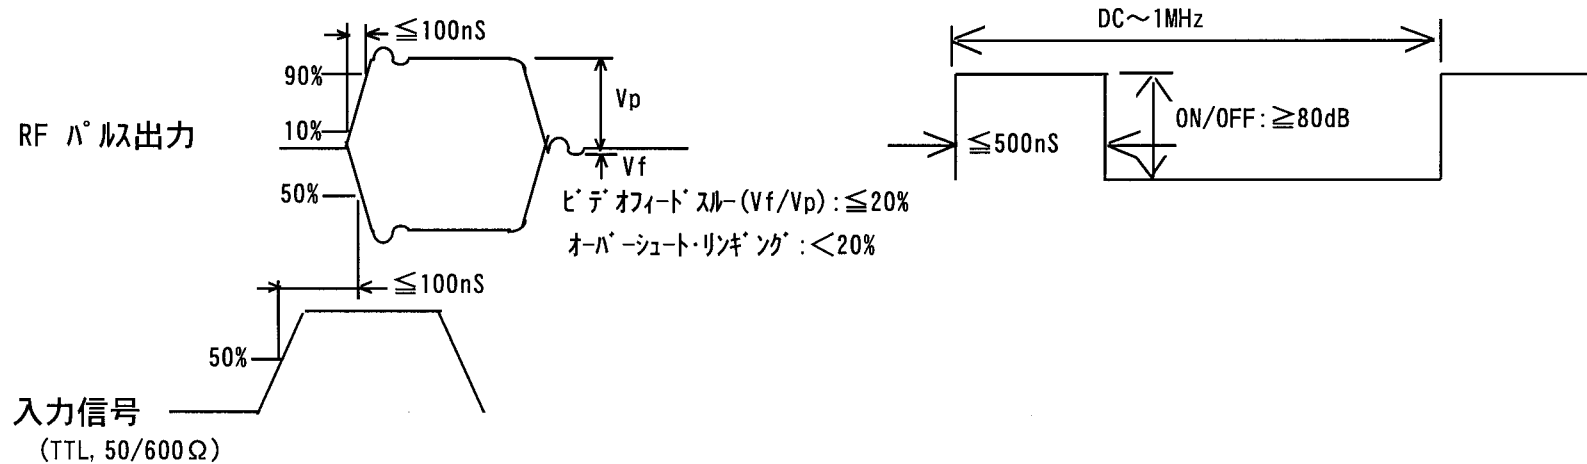 ≦100nS
DC～1MHz
90%
Vp
RF パルス出力
10%
ON/OFF:≧80dB
≦500nS
Vf
50%
ビデオフィードスルー(Vf/Vp):≦20%
オーバーシュート・リンギング:＜20%
≦100nS
50%
入力信号
(TTL, 50/600Ω)